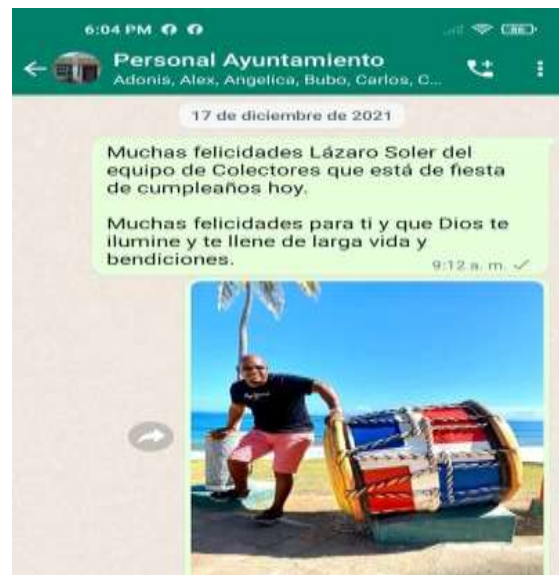 6:04 PM
Personal Ayuntamiento
Adonis, Alex, Angelica, Bubo, Carlos, C...
17 de diciembre de 2021
Muchas felicidades Lázaro Soler del
equipo de Colectores que está de fiesta
de cumpleaños hoy.
Muchas felicidades para ti y que Dios te
ilumine y te llene de larga vida y
bendiciones.
9:12 a. m.